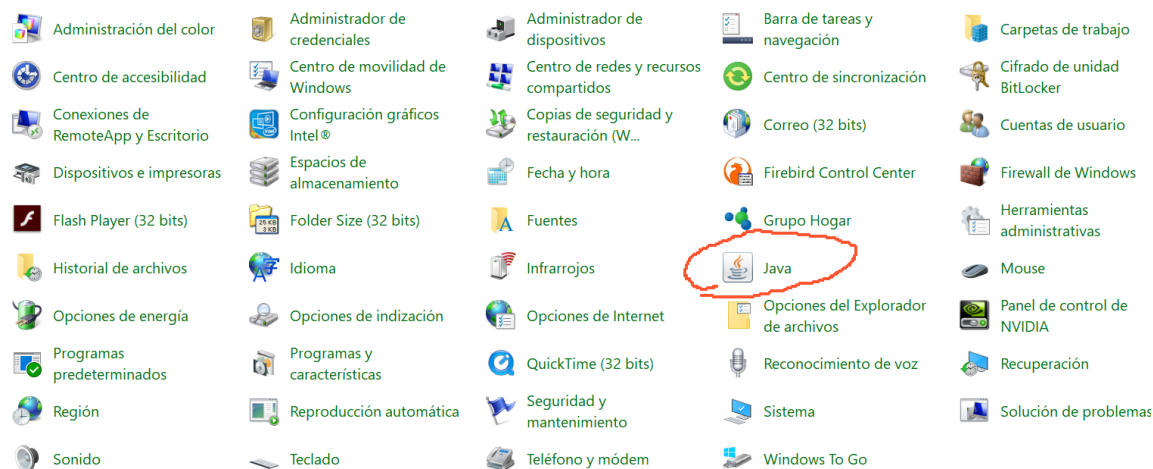 Administración del color
Administrador de
credenciales
Administrador de
dispositivos
Barra de tareas y
navegación
Carpetas de trabajo
Centro de accesibilidad
Centro de movilidad de
Windows
Centro de redes y recursos
compartidos
Centro de sincronización
Cifrado de unidad
BitLocker
Conexiones de
RemoteApp y Escritorio
Configuración gráficos
Intel®
Copias de seguridad y
restauración (W...
Correo (32 bits)
Cuentas de usuario
Dispositivos e impresoras
Espacios de
almacenamiento
Fecha y hora
Firebird Control Center
Firewall de Windows
Flash Player (32 bits)
Folder Size (32 bits)
Fuentes
Grupo Hogar
Herramientas
administrativas
Historial de archivos
Idioma
Infrarrojos
Java
Mouse
Opciones de energía
Opciones de indización
Opciones de Internet
Opciones del Explorador
de archivos
Panel de control de
NVIDIA
Programas
predeterminados
Programas y
características
QuickTime (32 bits)
Reconocimiento de voz
Recuperación
Región
Reproducción automática
Seguridad y
mantenimiento
Sistema
Solución de problemas
Sonido
Teclado
Teléfono y módem
Windows To Go